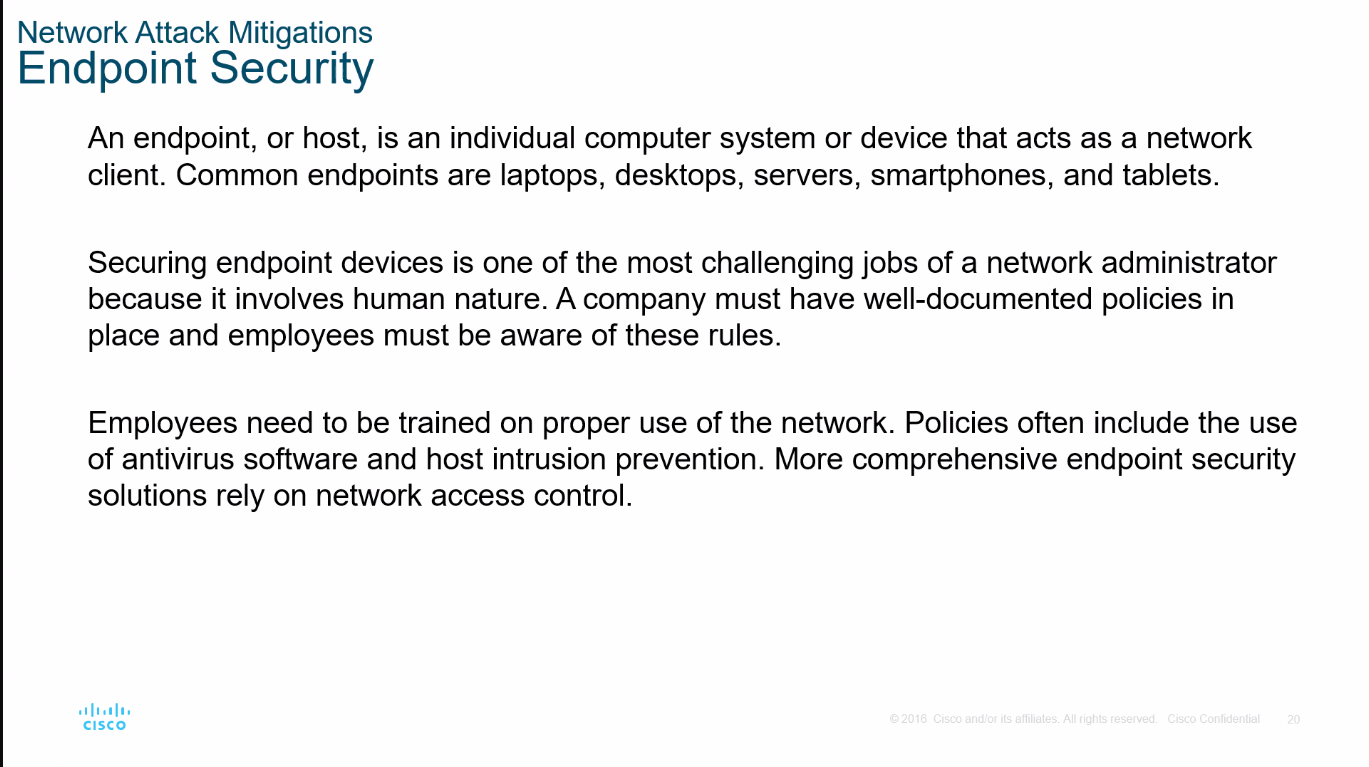 Network Attack Mitigations
Endpoint Security
An endpoint, or host, is an individual computer system or device that acts as a network
client. Common endpoints are laptops, desktops, servers, smartphones, and tablets.
Securing endpoint devices is one of the most challenging jobs of a network administrator
because it involves human nature. A company must have well-documented policies in
place and employees must be aware of these rules.
Employees need to be trained on proper use of the network. Policies often include the use
of antivirus software and host intrusion prevention. More comprehensive endpoint security
solutions rely on network access control.
CISCO
© 2016 Cisco and/or its affiliates. All rights reserved. Cisco Confidential 20